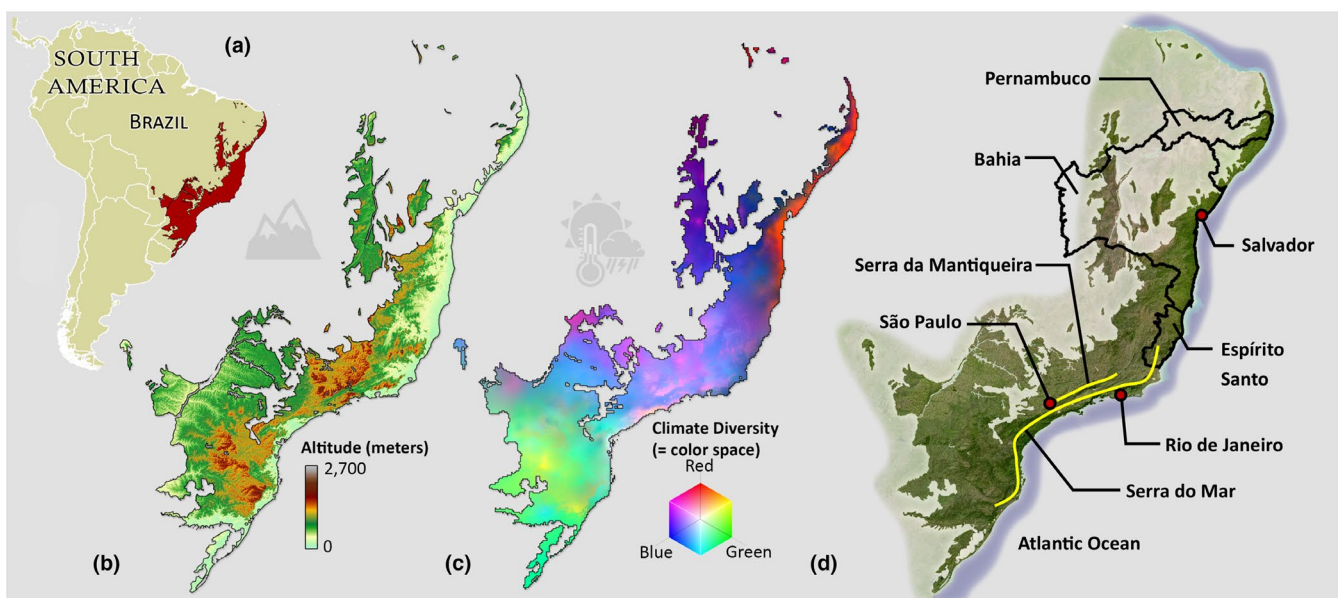 (a)
SOUTH
AMERICA
BRAZIL
(b)
Altitude (meters)
2,700
0
(c)
Climate Diversity
(= color space)
Red
Blue
Green
(d)
Pernambuco
Bahia
Salvador
Serra da Mantiqueira
São Paulo
Espírito
Santo
Rio de Janeiro
Serra do Mar
Atlantic Ocean